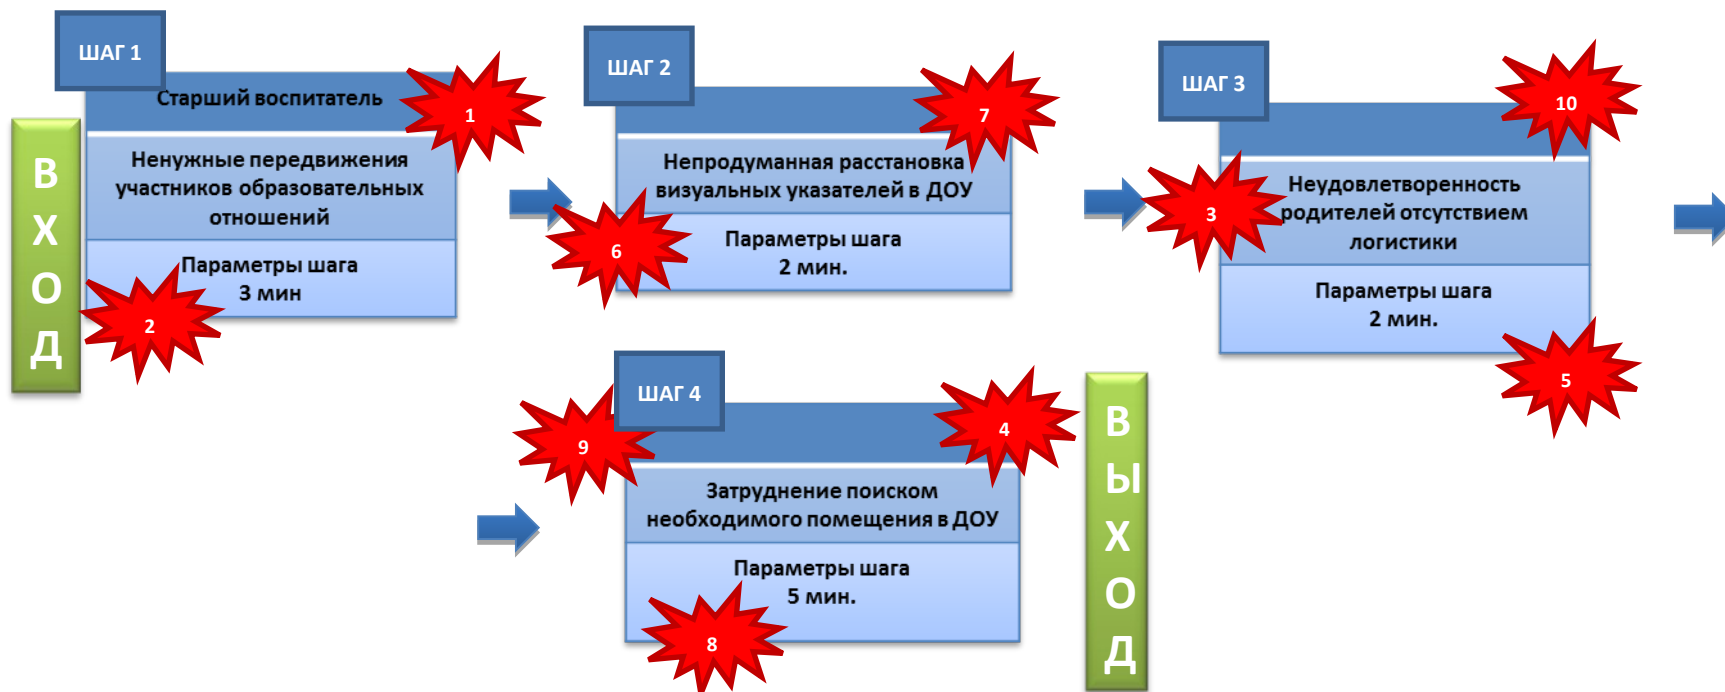 ВХОД
ШАГ 1
Старший воспитатель
1
Ненужные передвижения
участников образовательных
отношений
Параметры шага
3 мин
2
ШАГ 2
7
Непродуманная расстановка
визуальных указателей в ДОУ
6
Параметры шага
2 мин.
ШАГ 3
10
3
Неудовлетворенность
родителей отсутствием
логистики
Параметры шага
2 мин.
5
ШАГ 4
9
4
Затруднение поиском
необходимого помещения в ДОУ
Параметры шага
5 мин.
8
ВЫХОД